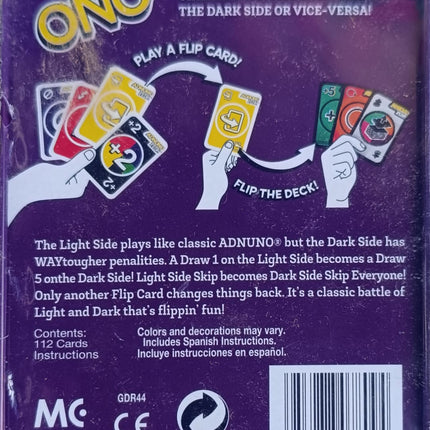 ONO
THE DARK SIDE OR VICE-VERSA!
PLAY A FLIP CARD!
+2
+2
+5
FLIP THE DECK!
The Light Side plays like classic ADNUNO® but the Dark Side has
WAYtougher penalities. A Draw 1 on the Light Side becomes a Draw
5 onthe Dark Side! Light Side Skip becomes Dark Side Skip Everyone!
Only another Flip Card changes things back. It's a classic battle of
Light and Dark that's flippin' fun!
Contents:
112 Cards
Instructions
Colors and decorations may vary.
Includes Spanish Instructions.
Incluye instrucciones en español.
GDR44
MC
CE